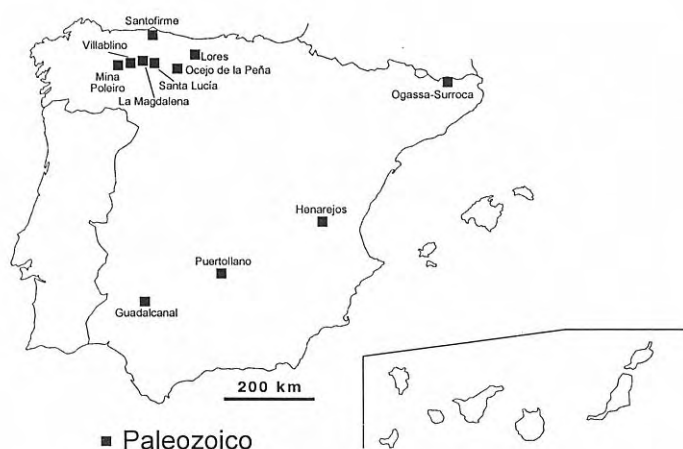 Santofirme
Villablino
Lores
Ocejo de la Peña
Mina
Poleiro
Santa Lucía
La Magdalena
Ogassa-Surroca
Henarejos
Puertollano
Guadalcanal
200 km
Paleozoico